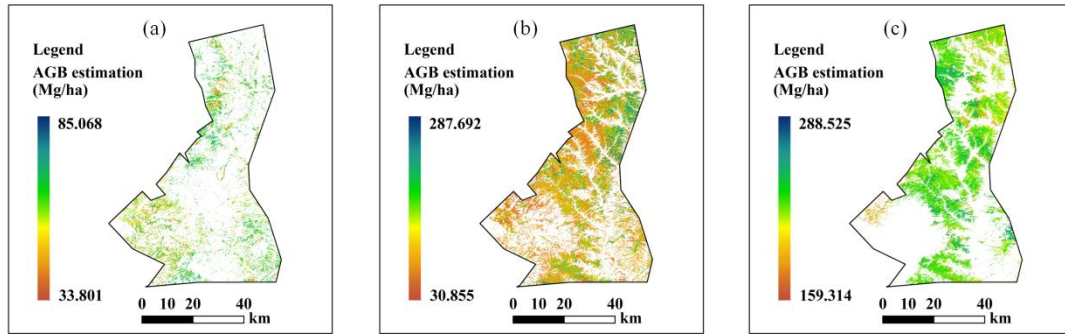 (a)
Legend
AGB estimation
(Mg/ha)
85.068
33.801
0 10 20 40
km
(b)
Legend
AGB estimation
(Mg/ha)
287.692
30.855
0 10 20 40
km
(c)
Legend
AGB estimation
(Mg/ha)
288.525
159.314
0 10 20 40
km